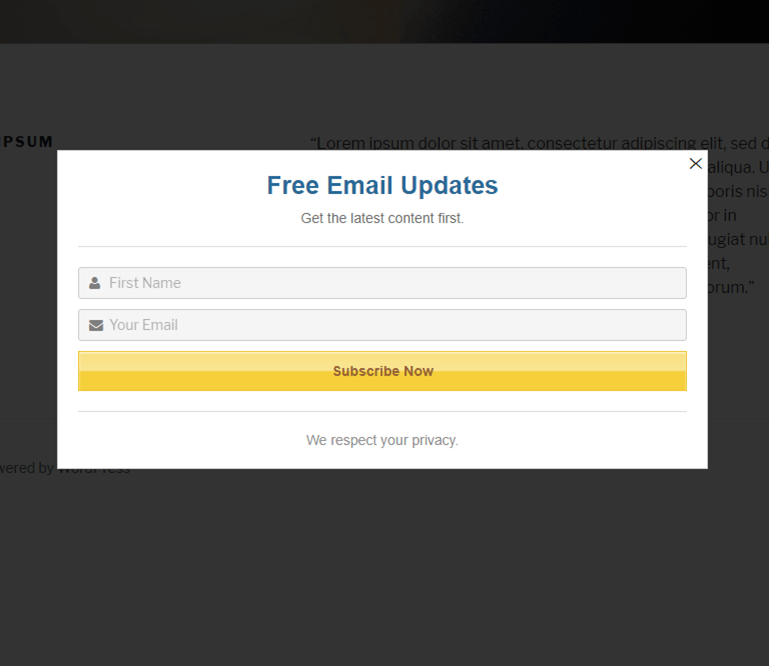 IPSUM
“Lorem ipsum dolor sit amet, consectetur adipiscing elit, sed d
aliqua. U
boris nis
or in
ugiat nu
ent,
orum.”
Free Email Updates
Get the latest content first.
First Name
Your Email
Subscribe Now
We respect your privacy.
wered by WordPress